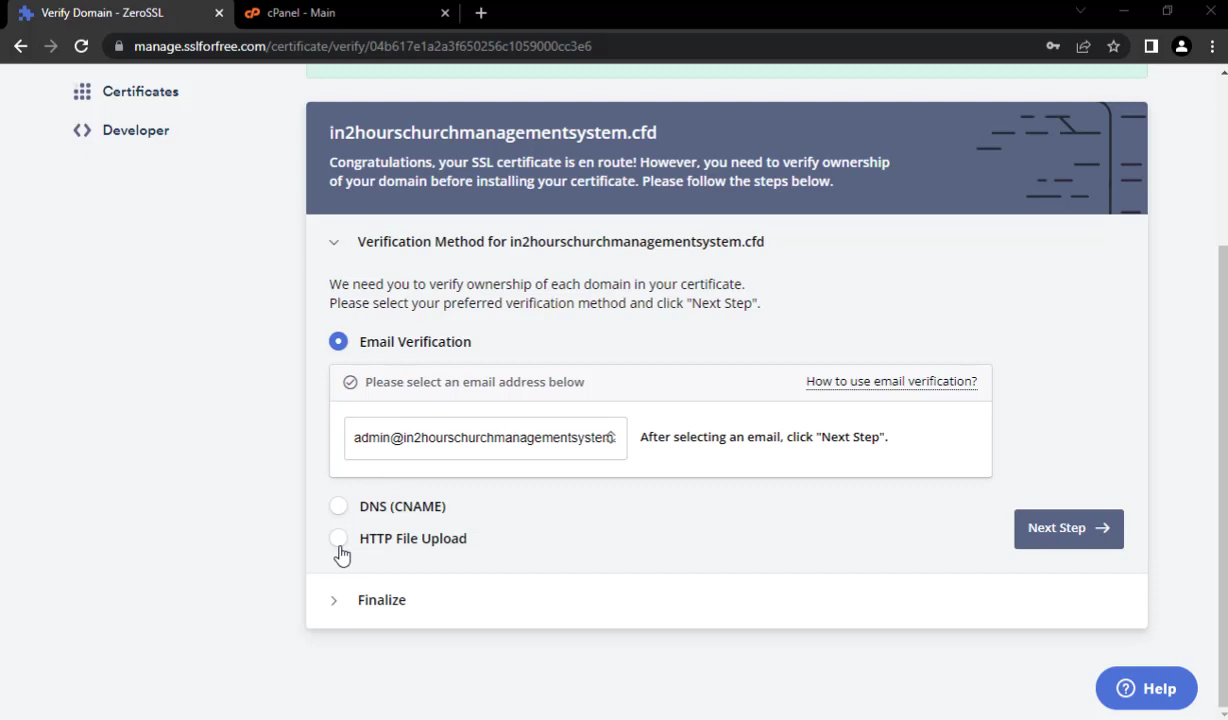 Verify Domain - ZeroSSL
cPanel - Main
manage.sslforfree.com/certificate/verify/04b617e1a2a3f650256c1059000cc3e6
Certificates
Developer
in2hourschurchmanagementsystem.cfd
Congratulations, your SSL certificate is en route! However, you need to verify ownership
of your domain before installing your certificate. Please follow the steps below.
Verification Method for in2hourschurchmanagementsystem.cfd
We need you to verify ownership of each domain in your certificate.
Please select your preferred verification method and click "Next Step".
Email Verification
Please select an email address below
How to use email verification?
admin@in2hourschurchmanagementsystem
After selecting an email, click "Next Step".
DNS (CNAME)
HTTP File Upload
Next Step
Finalize
Help